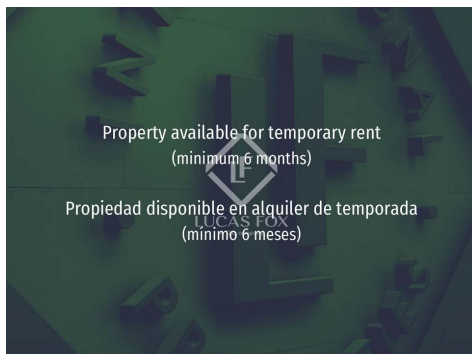 Property available for temporary rent
(minimum 6 months)
LF
Propiedad disponible en alquiler de temporada
LUCAS FOX
(mínimo 6 meses)